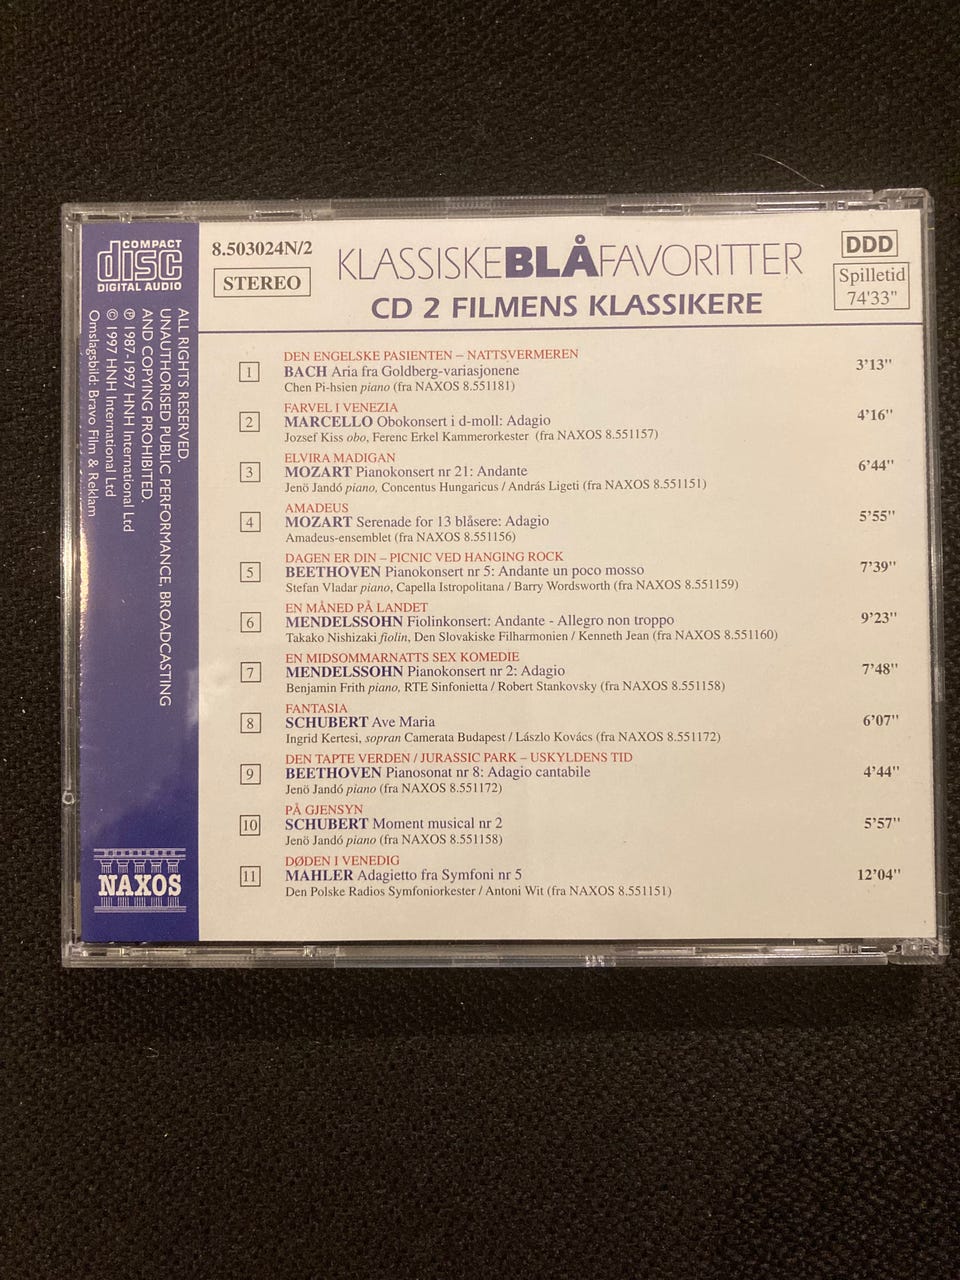 COMPACT
disc
DIGITAL AUDIO
ALL RIGHTS RESERVED.
UNAUTHORISED PUBLIC PERFORMANCE, BROADCASTING
AND COPYING PROHIBITED.
℗ 1987-1997 HNH International Ltd
© 1997 HNH International Ltd
Omslagsbild: Bravo Film & Reklam
NAXOS
8.503024N/2
STEREO
KLASSISKEBLÅFAVORITTER
CD 2 FILMENS KLASSIKERE
DDD
Spilletid
74'33"
DEN ENGELSKE PASIENTEN – NATTSVERMEREN
1 BACH Aria fra Goldberg-variasjonene 3'13"
Chen Pi-hsien piano (fra NAXOS 8.551181)
FARVEL I VENEZIA
2 MARCELLO Obokonsert i d-moll: Adagio 4'16"
Jozsef Kiss obo, Ferenc Erkel Kammerorkester (fra NAXOS 8.551157)
ELVIRA MADIGAN
3 MOZART Pianokonsert nr 21: Andante 6'44"
Jenö Jandó piano, Concentus Hungaricus / András Ligeti (fra NAXOS 8.551151)
AMADEUS
4 MOZART Serenade for 13 blåsere: Adagio 5'55"
Amadeus-ensemblet (fra NAXOS 8.551156)
DAGEN ER DIN – PICNIC VED HANGING ROCK
5 BEETHOVEN Pianokonsert nr 5: Andante un poco mosso 7'39"
Stefan Vladar piano, Capella Istropolitana / Barry Wordsworth (fra NAXOS 8.551159)
EN MÅNED PÅ LANDET
6 MENDELSSOHN Fiolinkonsert: Andante - Allegro non troppo 9'23"
Takako Nishizaki fiolin, Den Slovakiske Filharmonien / Kenneth Jean (fra NAXOS 8.551160)
EN MIDSOMMARNATTS SEX KOMEDIE
7 MENDELSSOHN Pianokonsert nr 2: Adagio 7'48"
Benjamin Frith piano, RTE Sinfonietta / Robert Stankovsky (fra NAXOS 8.551158)
FANTASIA
8 SCHUBERT Ave Maria 6'07"
Ingrid Kertesi, sopran Camerata Budapest / Lászlo Kovács (fra NAXOS 8.551172)
DEN TAPTE VERDEN / JURASSIC PARK – USKYLDENS TID
9 BEETHOVEN Pianosonat nr 8: Adagio cantabile 4'44"
Jenö Jandó piano (fra NAXOS 8.551172)
PÅ GJENSYN
10 SCHUBERT Moment musical nr 2 5'57"
Jenö Jandó piano (fra NAXOS 8.551158)
DØDEN I VENEDIG
11 MAHLER Adagietto fra Symfoni nr 5 12'04"
Den Polske Radios Symfoniorkester / Antoni Wit (fra NAXOS 8.551151)